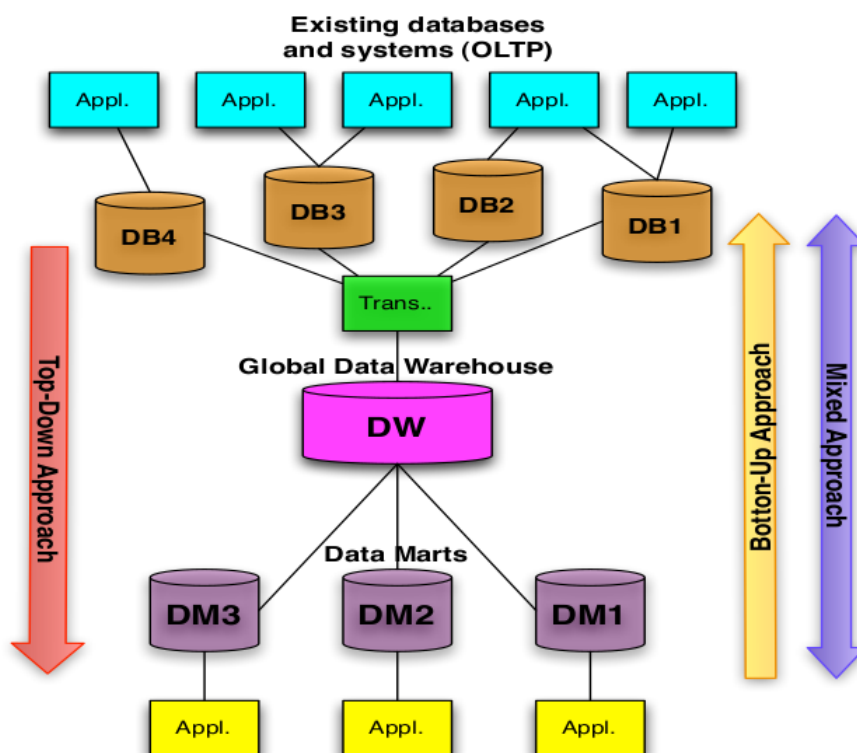 Existing databases
and systems (OLTP)
Appl.
Appl.
Appl.
Appl.
Appl.
DB4
DB3
DB2
DB1
Trans..
Global Data Warehouse
DW
Data Marts
DM3
DM2
DM1
Appl.
Appl.
Appl.
Top-Down Approach
Botton-Up Approach
Mixed Approach